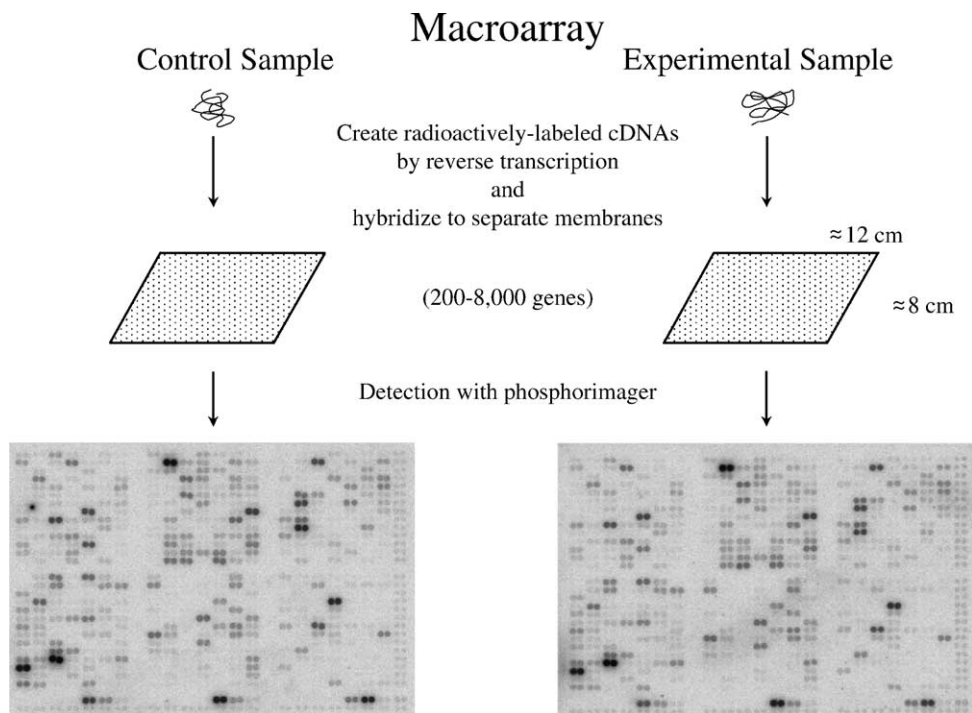 Macroarray
Control Sample
Experimental Sample
Create radioactively-labeled cDNAs
by reverse transcription
and
hybridize to separate membranes
≈12 cm
(200-8,000 genes)
≈8 cm
Detection with phosphorimager